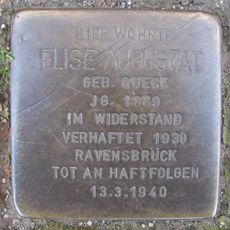 HIER WOHNTE
ELISE AUGUSTAT
GEB. QUECK
JG. 1889
IM WIDERSTAND
VERHAFTET 1939
RAVENSBRÜCK
TOT AN HAFTFOLGEN
13.3.1940